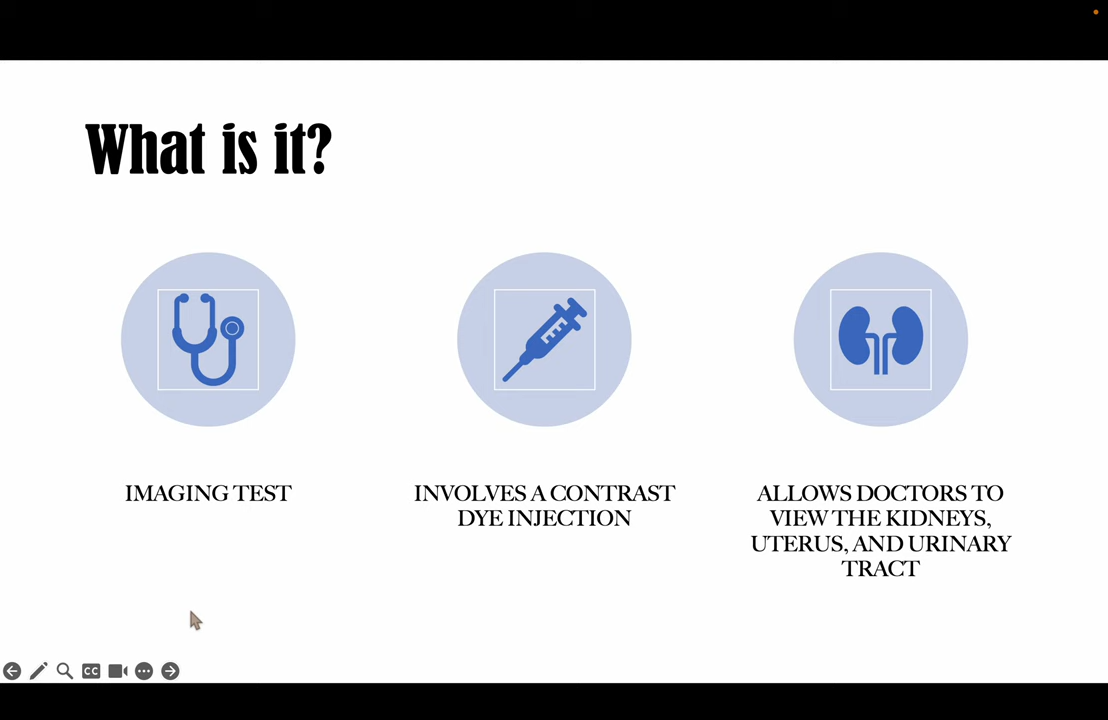 What is it?
IMAGING TEST
INVOLVES A CONTRAST
DYE INJECTION
ALLOWS DOCTORS TO
VIEW THE KIDNEYS,
UTERUS, AND URINARY
TRACT
CC